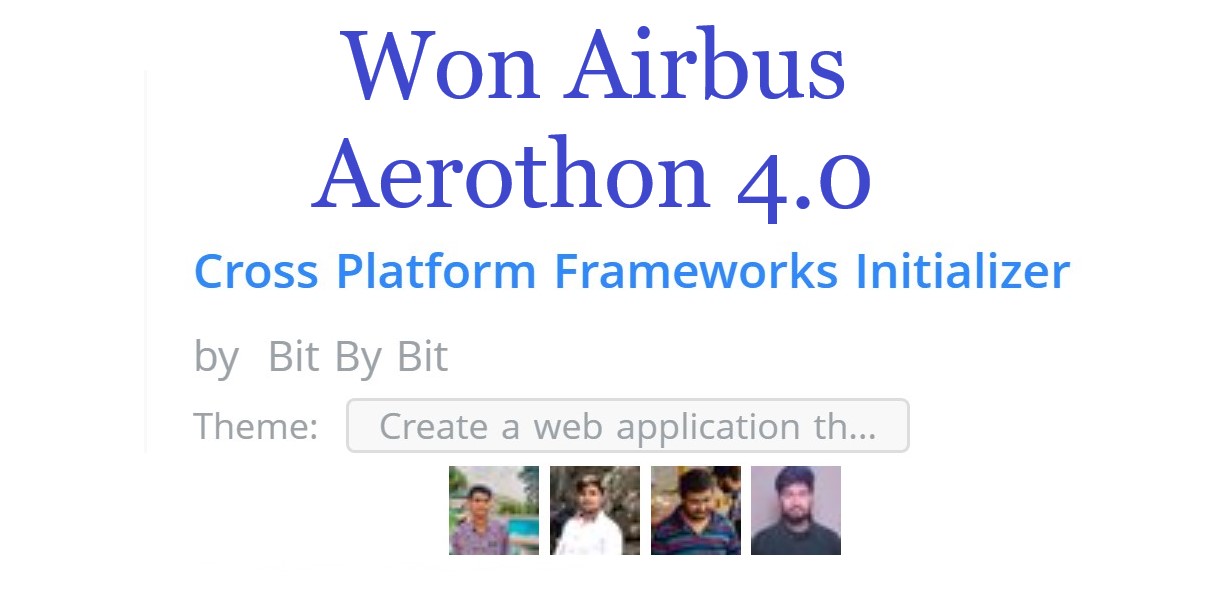 Won Airbus
Aerothon 4.0
Cross Platform Frameworks Initializer
by Bit By Bit
Theme: Create a web application th...